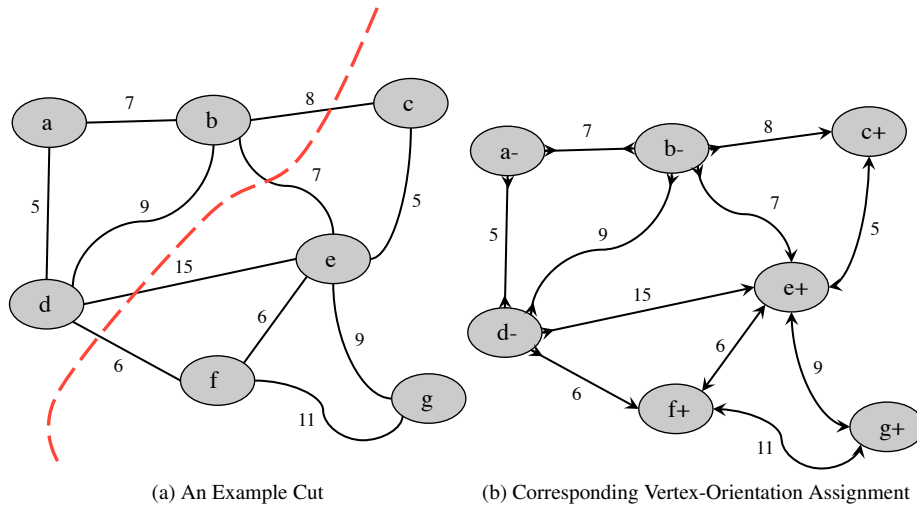 a
7
b
8
c
5
9
7
5
d
15
e
6
6
9
f
11
g
(a) An Example Cut
a-
7
b-
8
c+
5
9
7
5
d-
15
e+
6
6
9
f+
11
g+
(b) Corresponding Vertex-Orientation Assignment